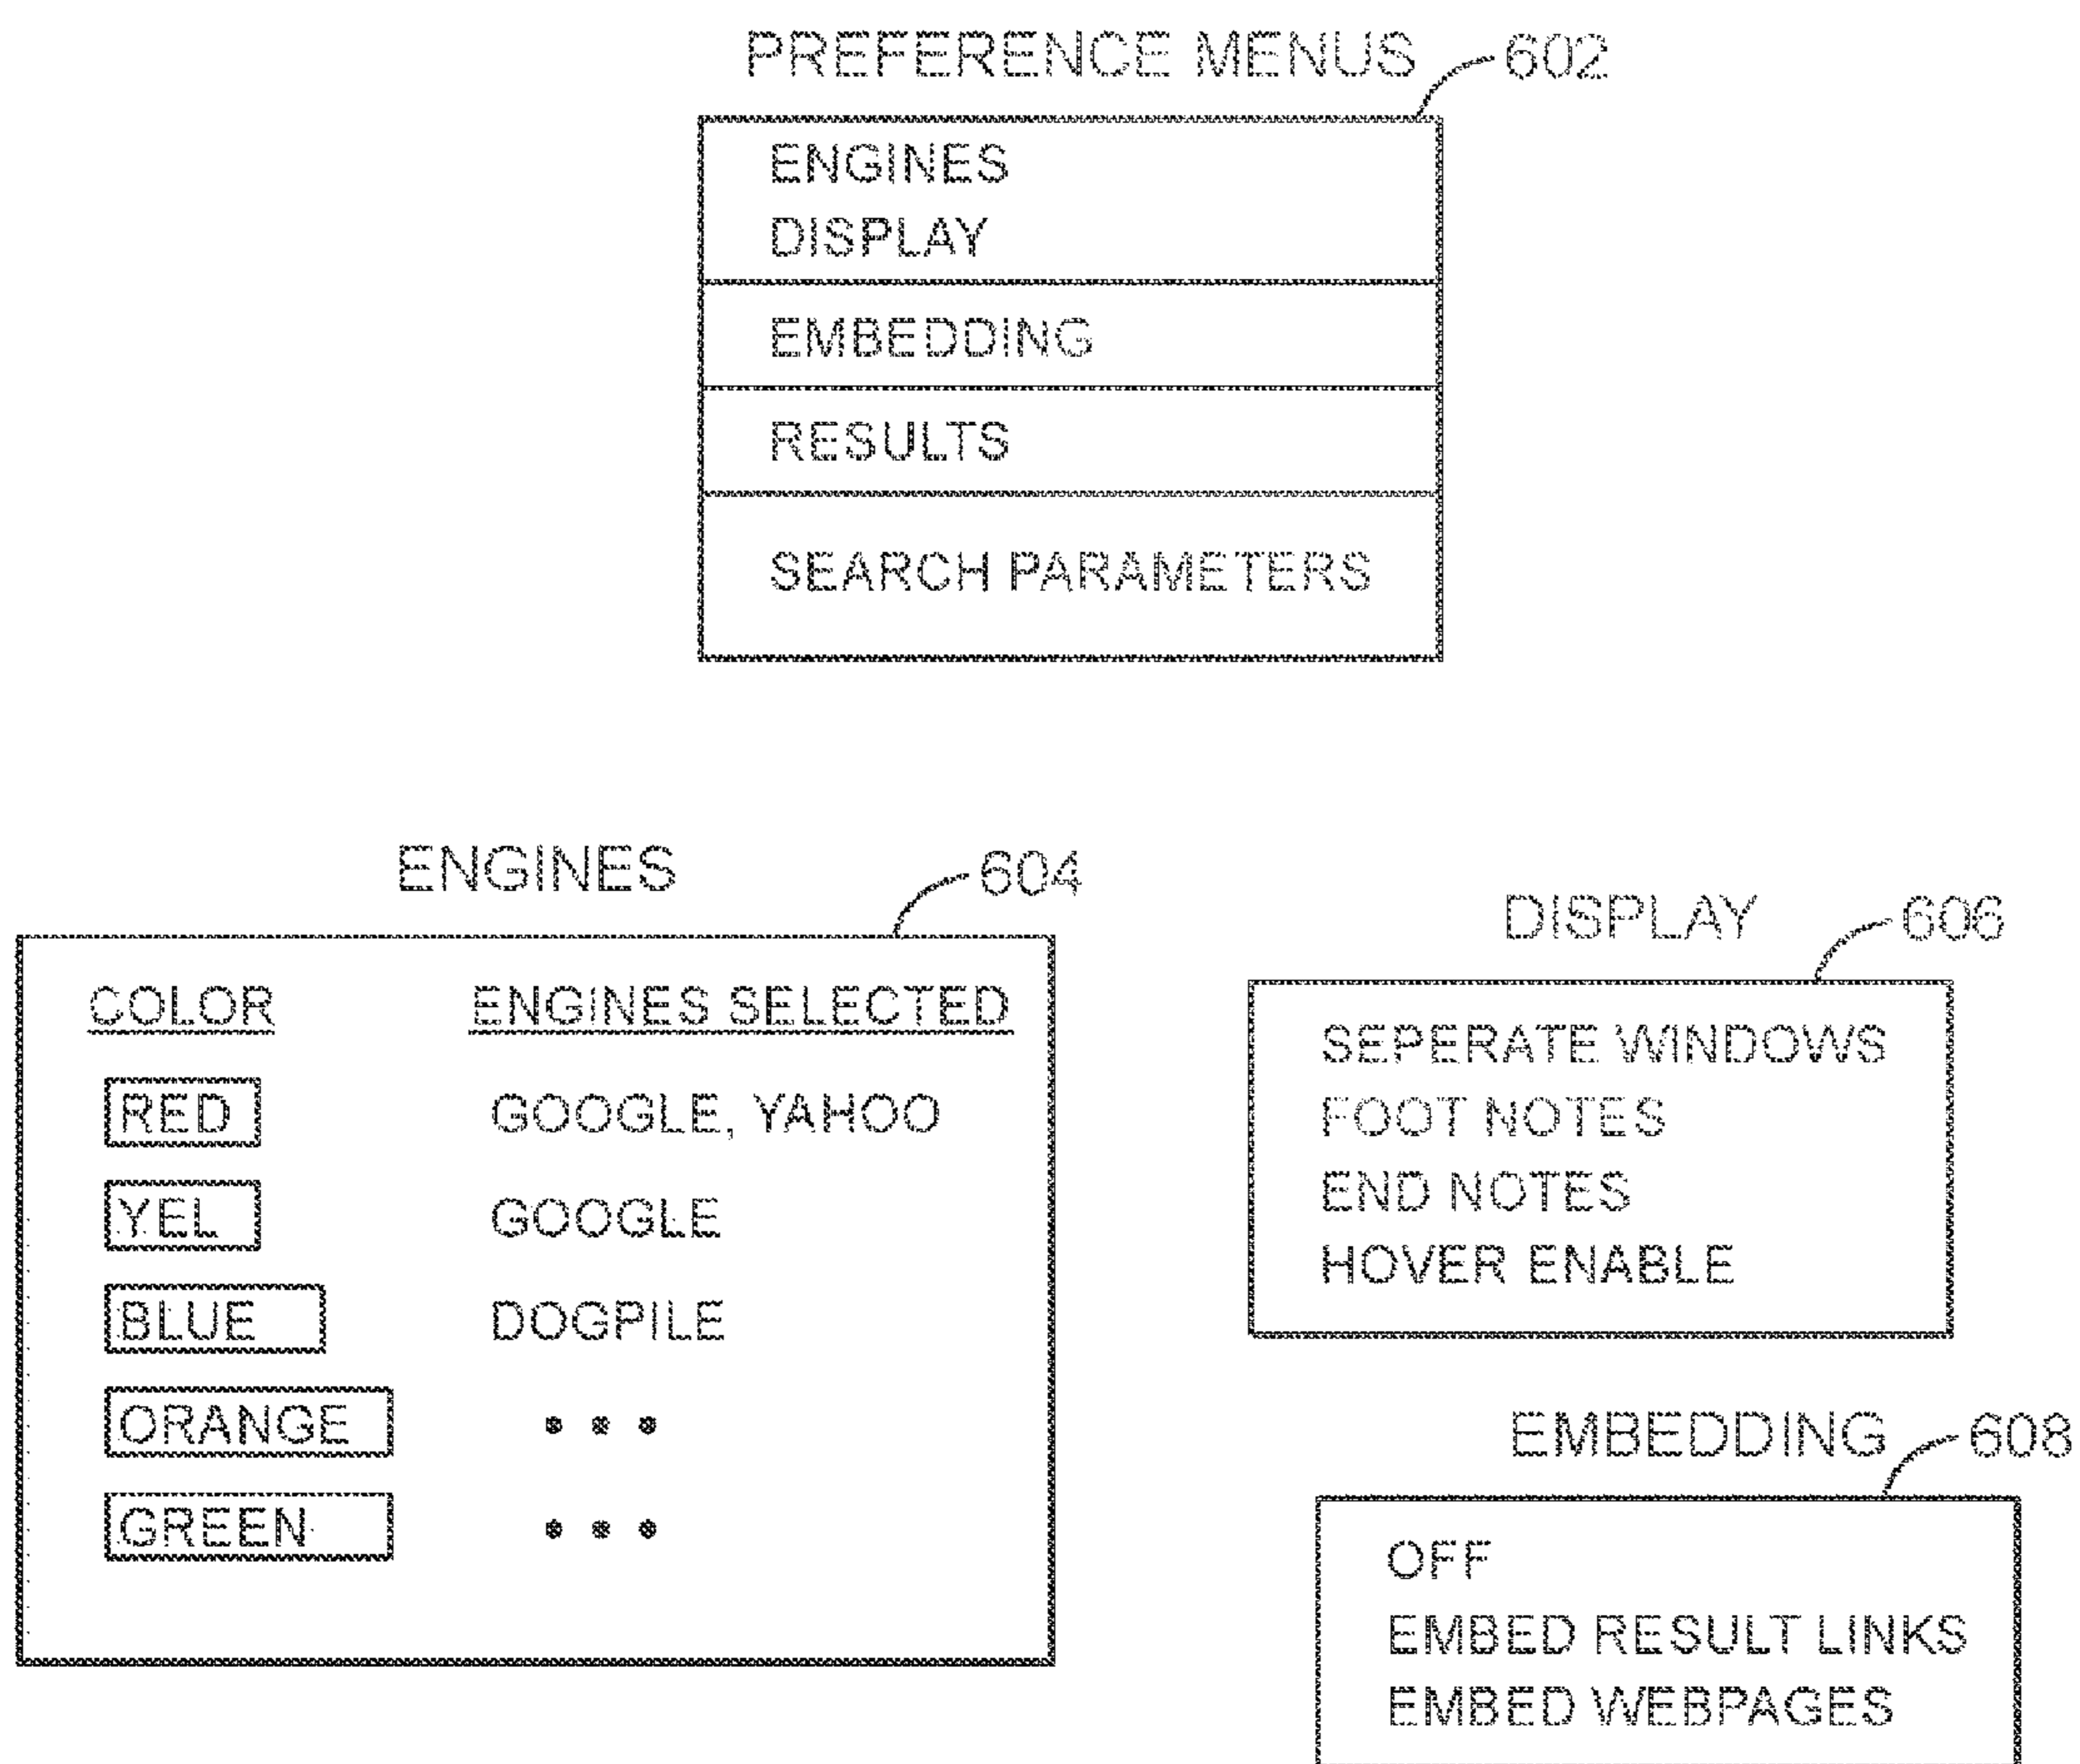 PREFERENCE MENUS 602
ENGINES
DISPLAY
EMBEDDING
RESULTS
SEARCH PARAMETERS
ENGINES 604
COLOR ENGINES SELECTED
RED GOOGLE, YAHOO
YEL GOOGLE
BLUE DOGPILE
ORANGE • • •
GREEN • • •
DISPLAY 606
SEPERATE WINDOWS
FOOT NOTES
END NOTES
HOVER ENABLE
EMBEDDING 608
OFF
EMBED RESULT LINKS
EMBED WEBPAGES